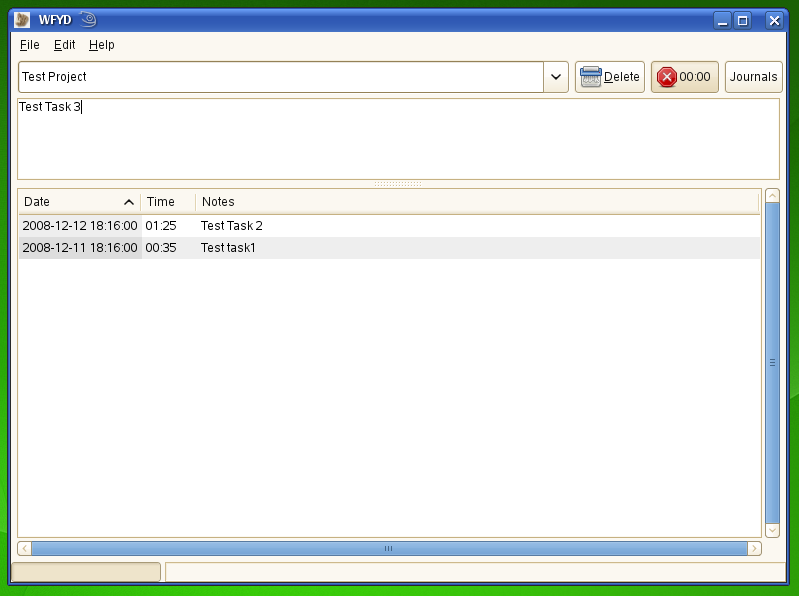 WFYD
File Edit Help
Test Project Delete 00:00 Journals
Test Task 3
Date Time Notes
2008-12-12 18:16:00 01:25 Test Task 2
2008-12-11 18:16:00 00:35 Test task1